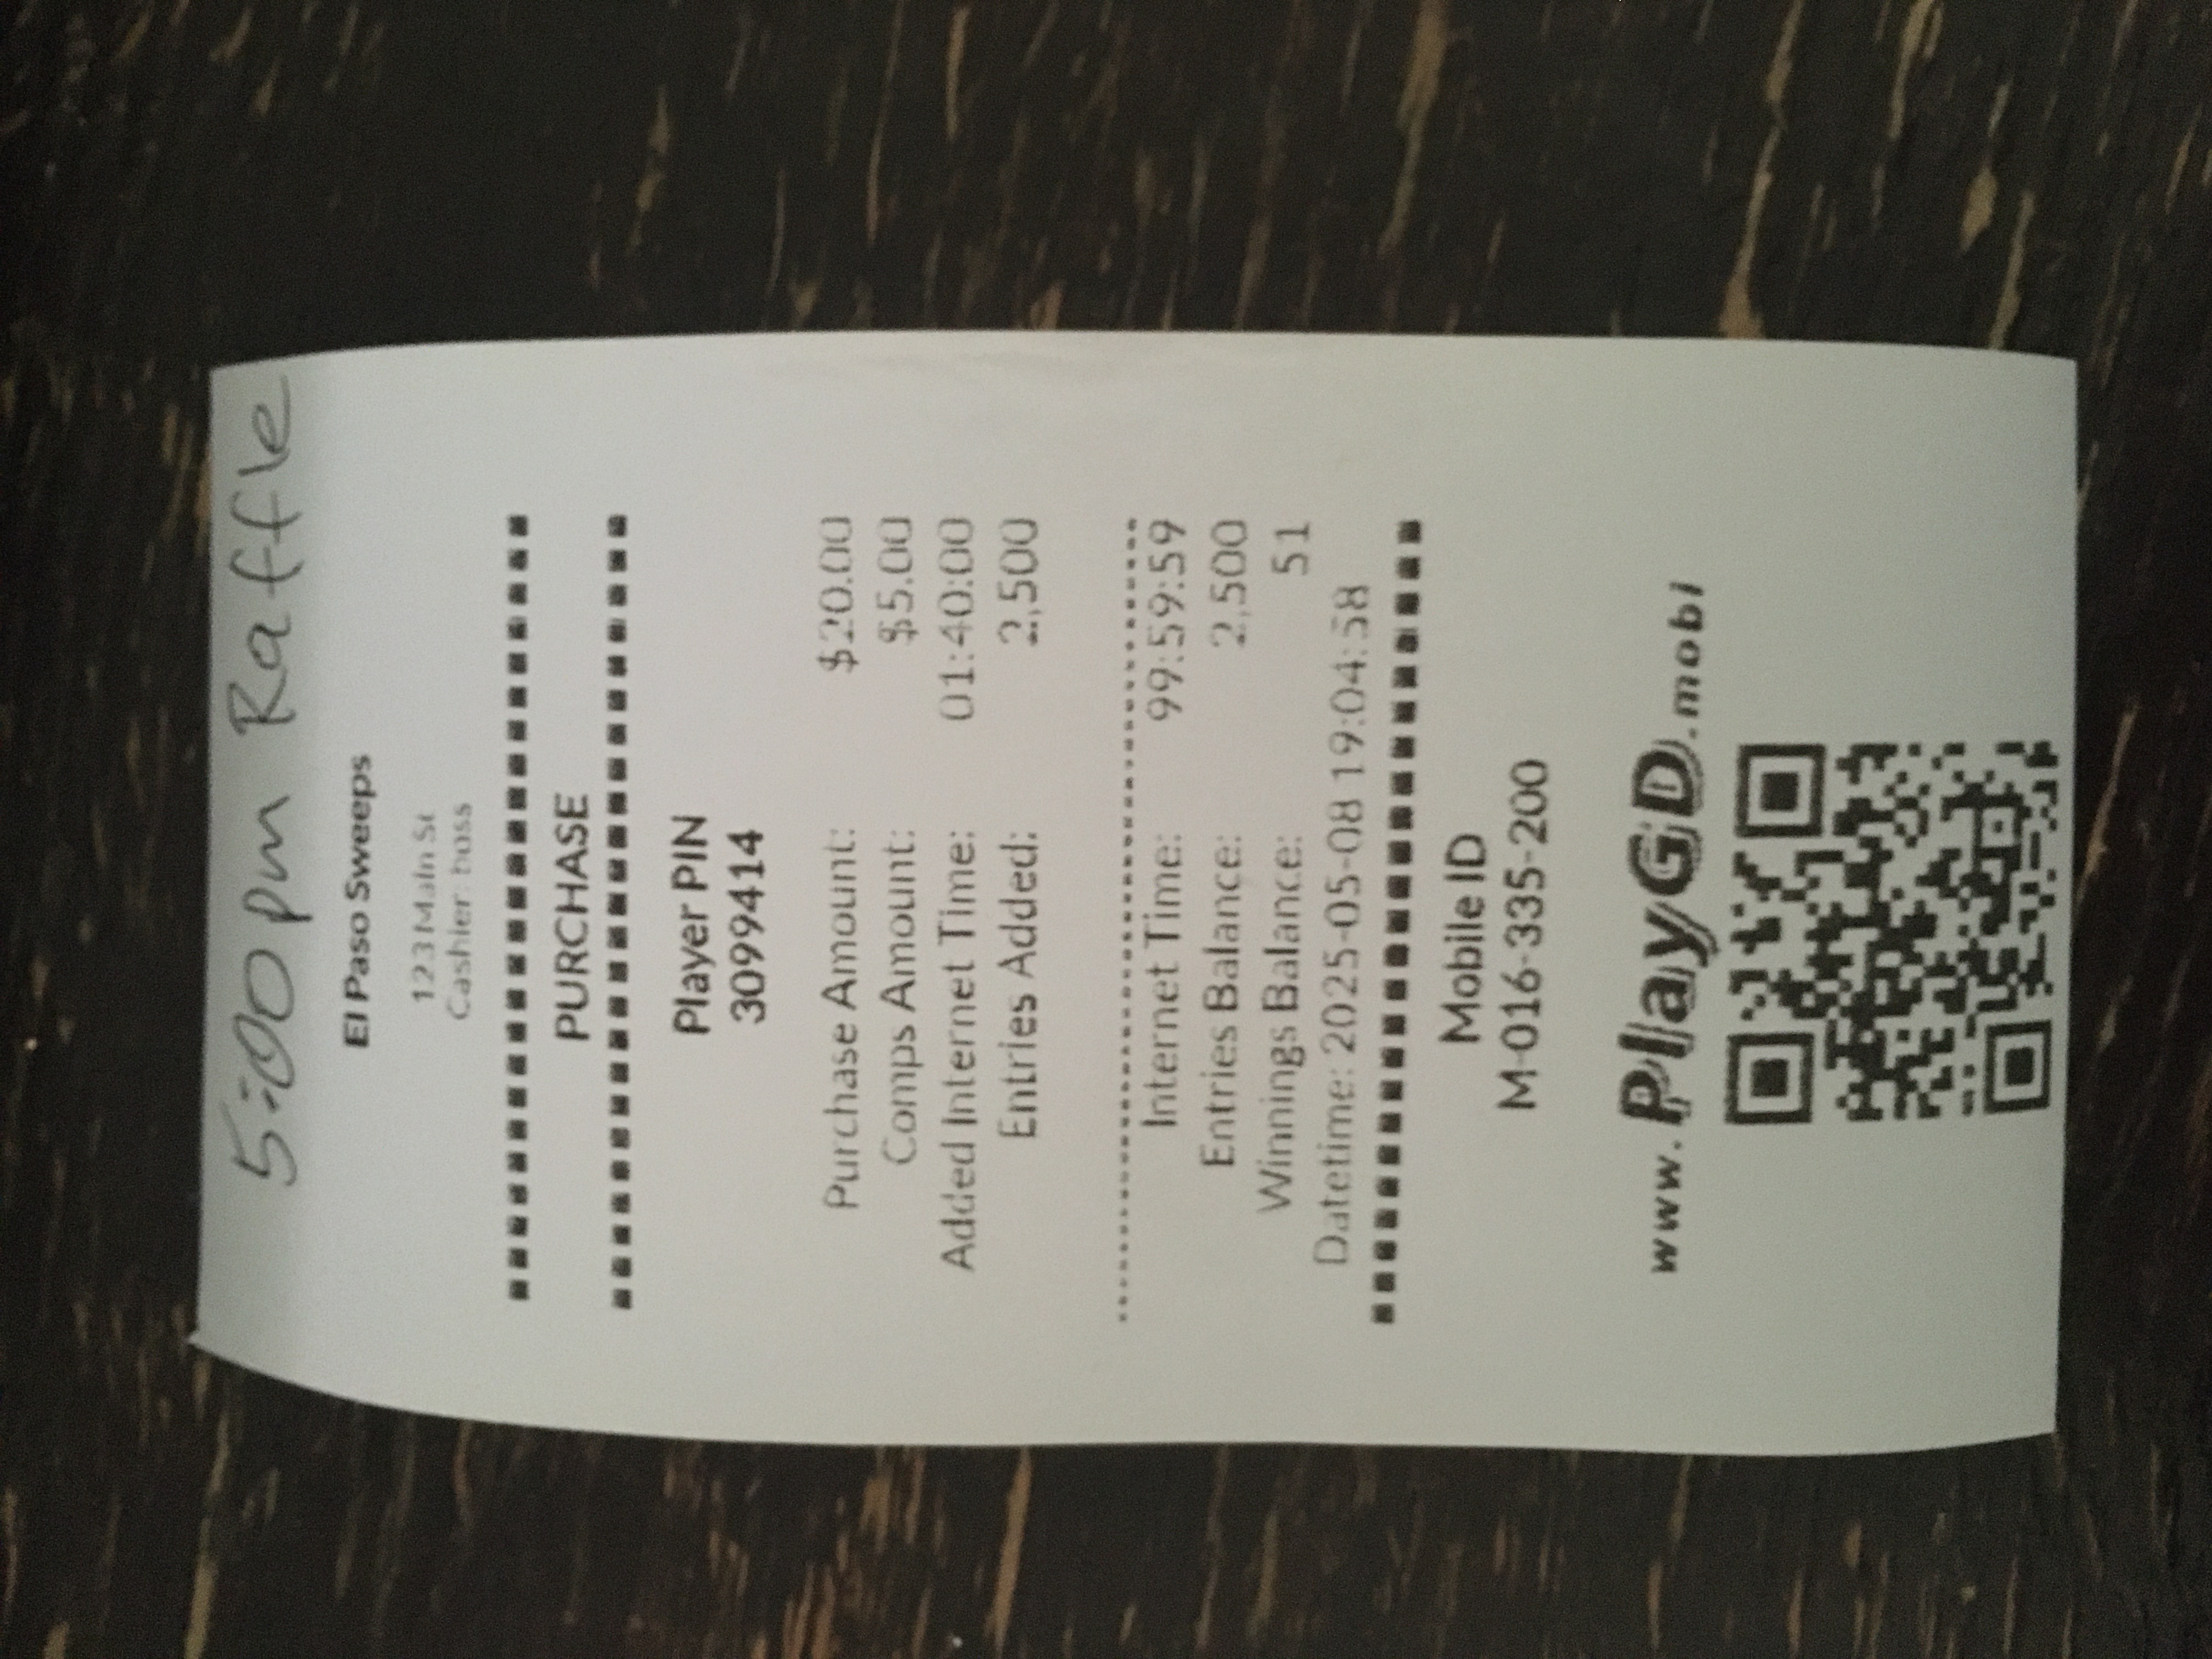 5:00 pm Raffle
El Paso Sweeps
123 Main St
Cashier: boss
PURCHASE
Player PIN
3099414
Purchase Amount: $20.00
Comps Amount: $5.00
Added Internet Time: 01:40:00
Entries Added: 2,500
Internet Time: 99:59:59
Entries Balance: 2,500
Winnings Balance: 51
Datetime: 2025-05-08 19:04:58
Mobile ID
M-016-335-200
www.PlayGD.mobi